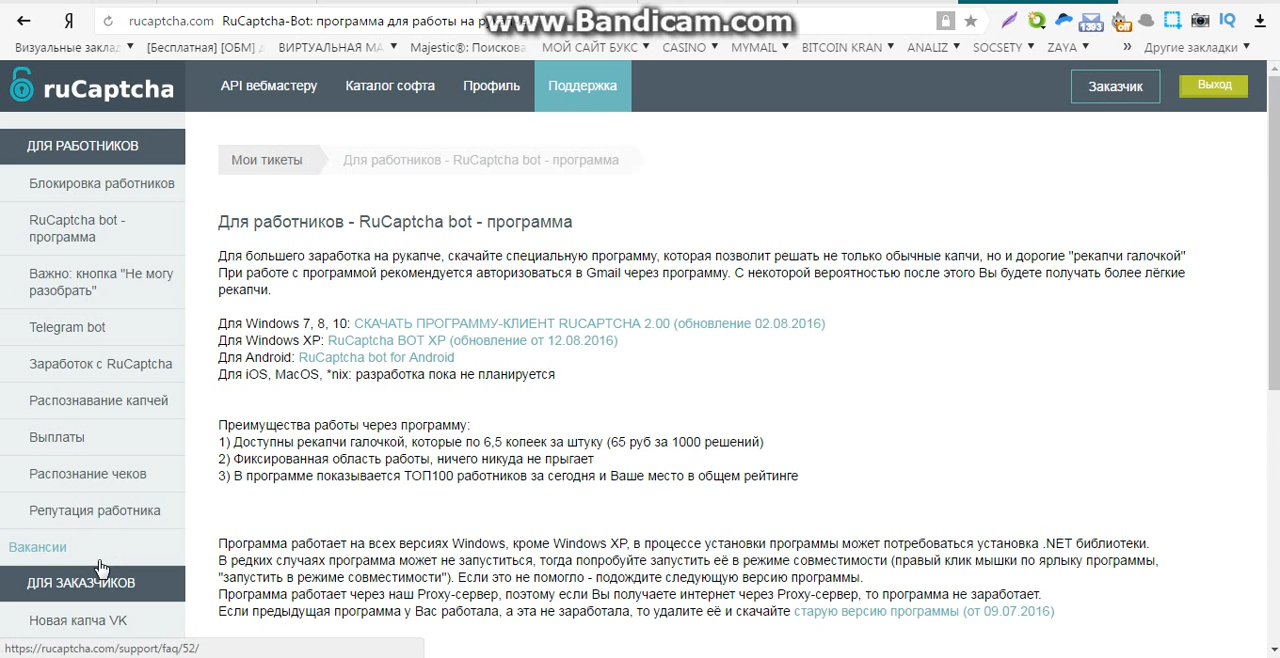 rucaptcha.com RuCaptcha-Bot: программа для работы на
www.Bandicam.com
Визуальные заклад [Бесплатная] [ОБМ] ВИРТУАЛЬНАЯ МА Majestic®: Поискова МОЙ САЙТ БУКС CASINO MYMAIL BITCOIN KRAN ANALIZ SOCSETY ZAYA » Другие закладки
ruCaptcha API вебмастеру Каталог софта Профиль Поддержка Заказчик Выход
ДЛЯ РАБОТНИКОВ
Блокировка работников
RuCaptcha bot -
программа
Важно: кнопка "Не могу
разобрать"
Telegram bot
Заработок с RuCaptcha
Распознавание капчей
Выплаты
Распознание чеков
Репутация работника
Вакансии
ДЛЯ ЗАКАЗЧИКОВ
Новая капча VK
https://rucaptcha.com/support/faq/52/
Мои тикеты Для работников - RuCaptcha bot - программа
Для работников - RuCaptcha bot - программа
Для большего заработка на рукапче, скачайте специальную программу, которая позволит решать не только обычные капчи, но и дорогие "рекапчи галочкой"
При работе с программой рекомендуется авторизоваться в Gmail через программу. С некоторой вероятностью после этого Вы будете получать более лёгкие
рекапчи.
Для Windows 7, 8, 10: СКАЧАТЬ ПРОГРАММУ-КЛИЕНТ RUCAPTCHA 2.00 (обновление 02.08.2016)
Для Windows XP: RuCaptcha BOT XP (обновление от 12.08.2016)
Для Android: RuCaptcha bot for Android
Для iOS, MacOS, *nix: разработка пока не планируется
Преимущества работы через программу:
1) Доступны рекапчи галочкой, которые по 6,5 копеек за штуку (65 руб за 1000 решений)
2) Фиксированная область работы, ничего никуда не прыгает
3) В программе показывается ТОП100 работников за сегодня и Ваше место в общем рейтинге
Программа работает на всех версиях Windows, кроме Windows XP, в процессе установки программы может потребоваться установка .NET библиотеки.
В редких случаях программа может не запуститься, тогда попробуйте запустить её в режиме совместимости (правый клик мышки по ярлыку программы,
"запустить в режиме совместимости"). Если это не помогло - подождите следующую версию программы.
Программа работает через наш Proxy-сервер, поэтому если Вы получаете интернет через Proxy-сервер, то программа не заработает.
Если предыдущая программа у Вас работала, а эта не заработала, то удалите её и скачайте старую версию программы (от 09.07.2016)